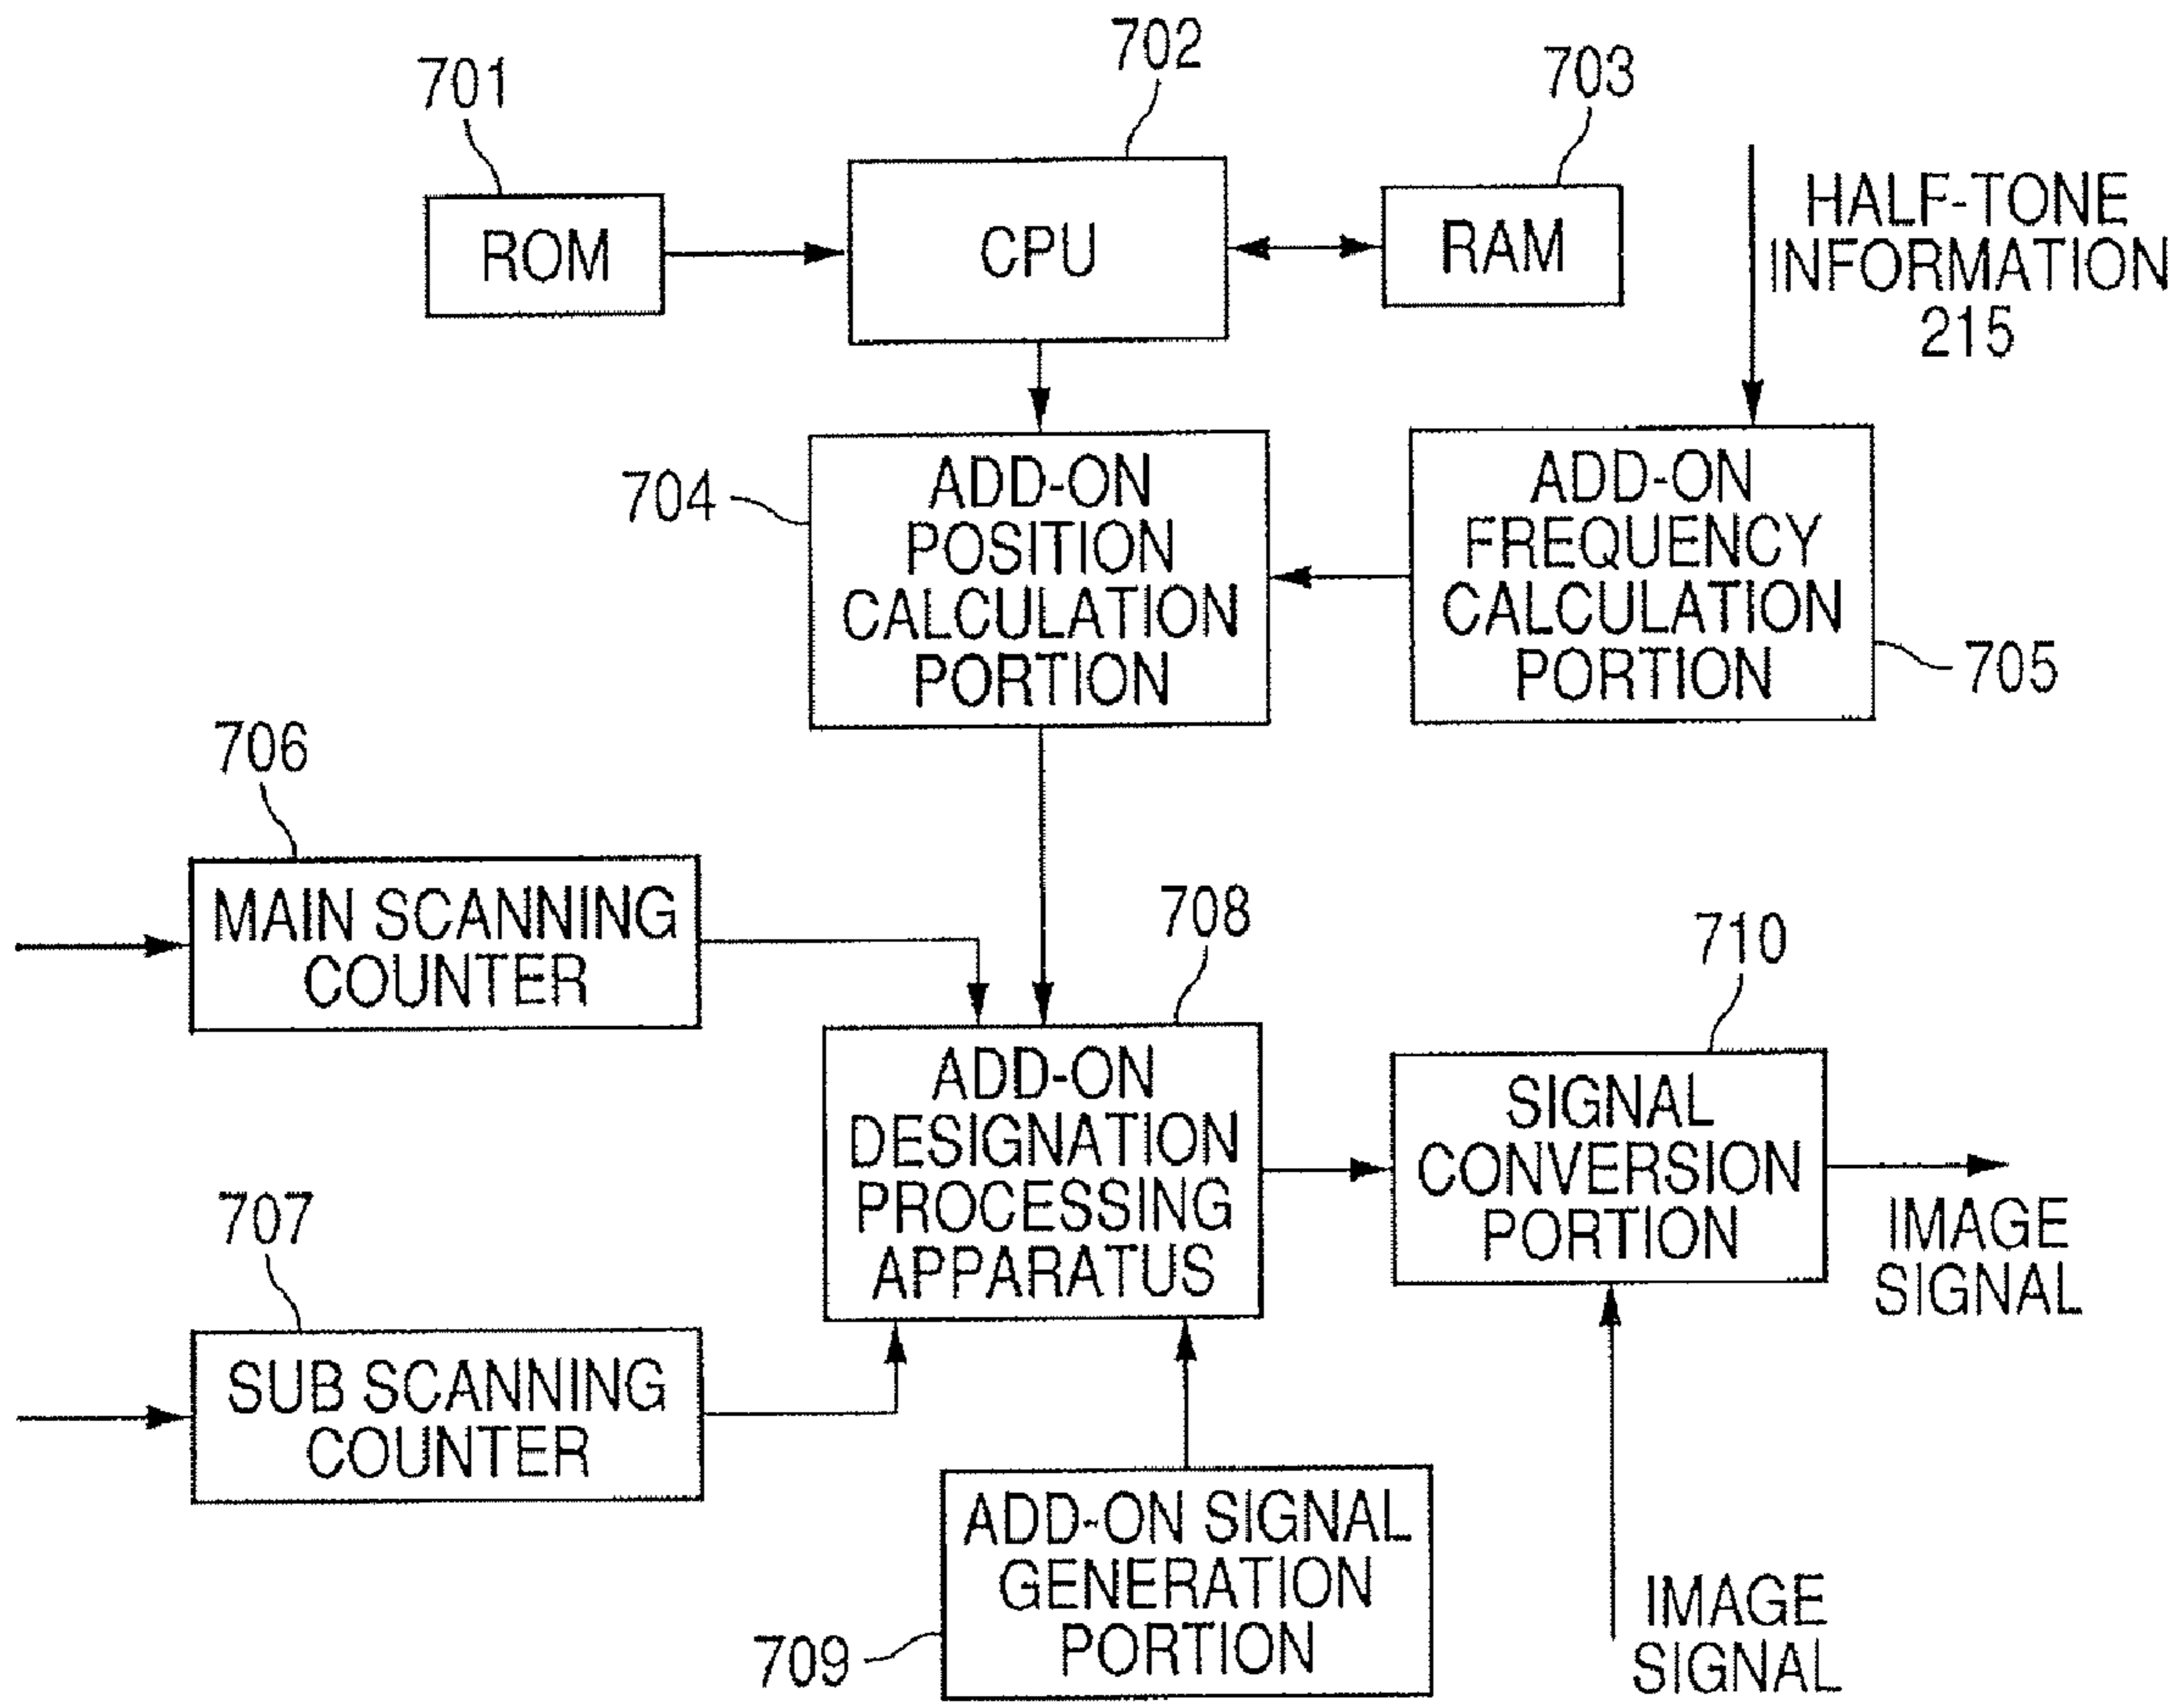 702
703
701
ROM
CPU
RAM
HALF-TONE
INFORMATION
215
704
ADD-ON
POSITION
CALCULATION
PORTION
ADD-ON
FREQUENCY
CALCULATION
PORTION
705
706
MAIN SCANNING
COUNTER
708
710
ADD-ON
DESIGNATION
PROCESSING
APPARATUS
SIGNAL
CONVERSION
PORTION
IMAGE
SIGNAL
707
SUB SCANNING
COUNTER
ADD-ON SIGNAL
GENERATION
PORTION
709
IMAGE
SIGNAL